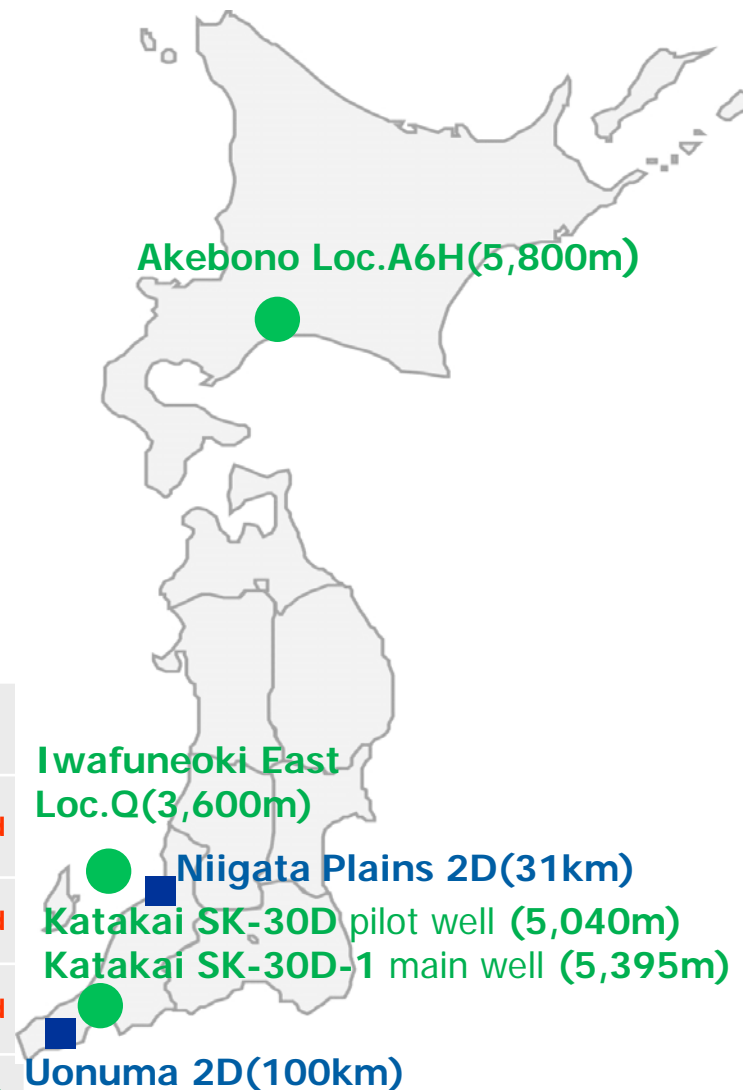 Akebono Loc.A6H(5,800m)
Iwafuneoki East
Loc.Q(3,600m)
Niigata Plains 2D(31km)
Katakai SK-30D pilot well (5,040m)
Katakai SK-30D-1 main well (5,395m)
Uonuma 2D(100km)